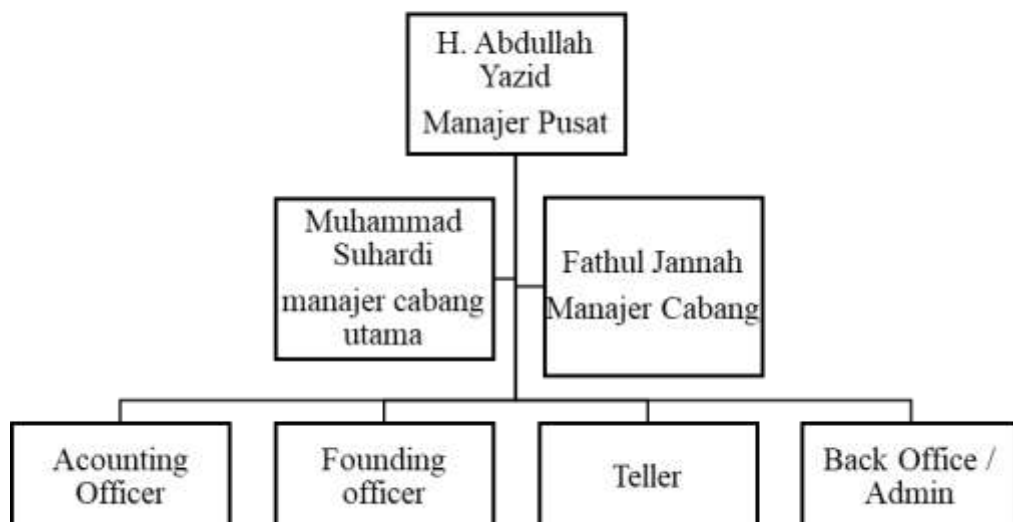 H. Abdullah
Yazid
Manajer Pusat
Muhammad
Suhardi
manajer cabang
utama
Fathul Jannah
Manajer Cabang
Acounting
Officer
Founding
officer
Teller
Back Office /
Admin